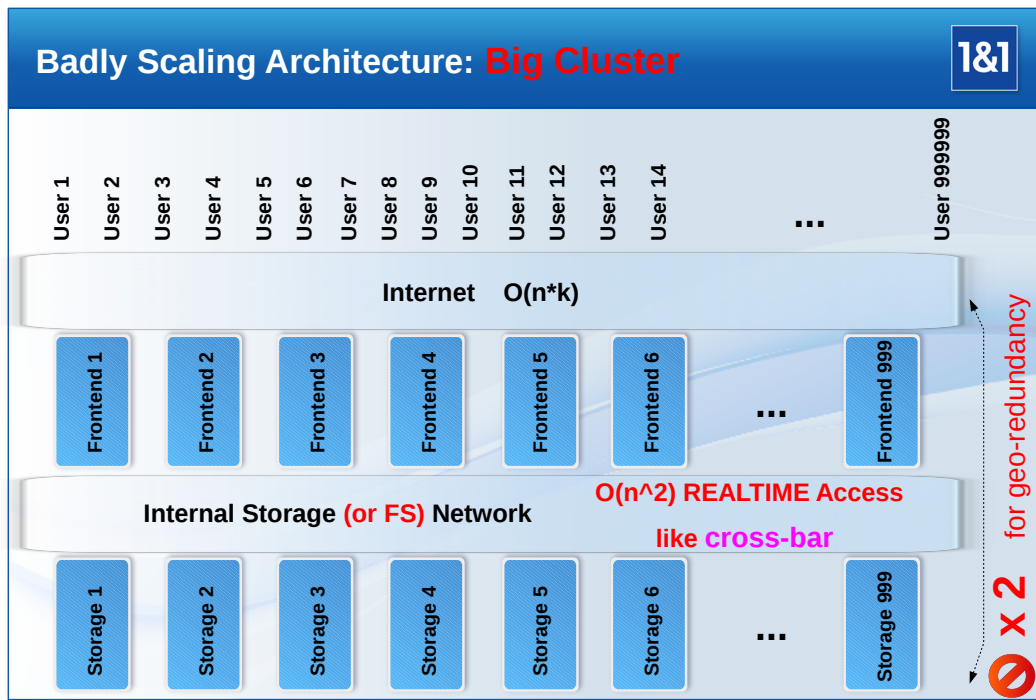 Badly Scaling Architecture: Big Cluster
1&1
User 1
User 2
User 3
User 4
User 5
User 6
User 7
User 8
User 9
User 10
User 11
User 12
User 13
User 14
...
User 999999
Internet O(n*k)
Frontend 1
Frontend 2
Frontend 3
Frontend 4
Frontend 5
Frontend 6
...
Frontend 999
Internal Storage (or FS) Network
O(n^2) REALTIME Access
like cross-bar
Storage 1
Storage 2
Storage 3
Storage 4
Storage 5
Storage 6
...
Storage 999
x 2 for geo-redundancy